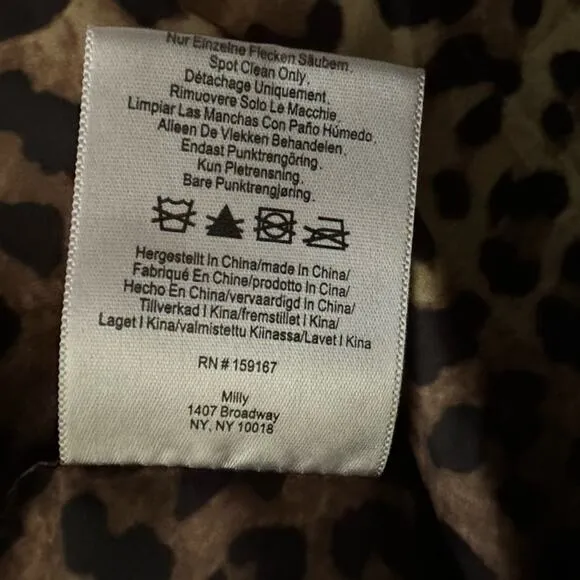 Nur Einzelne Flecken Säubern.
Spot Clean Only.
Détachage Uniquement.
Rimuovere Solo Le Macchie.
Limpiar Las Manchas Con Paño Húmedo.
Alleen De Vlekken Behandelen.
Endast Punktrengöring.
Kun Pletrensning.
Bare Punktrengjøring.
Hergestellt In China/made In China/
Fabriqué En Chine/prodotto In Cina/
Hecho En China/vervaardigd In China/
Tillverkad I Kina/fremstillet I Kina/
Laget I Kina/valmistettu Kiinassa/Lavet I Kina
RN # 159167
Milly
1407 Broadway
NY, NY 10018